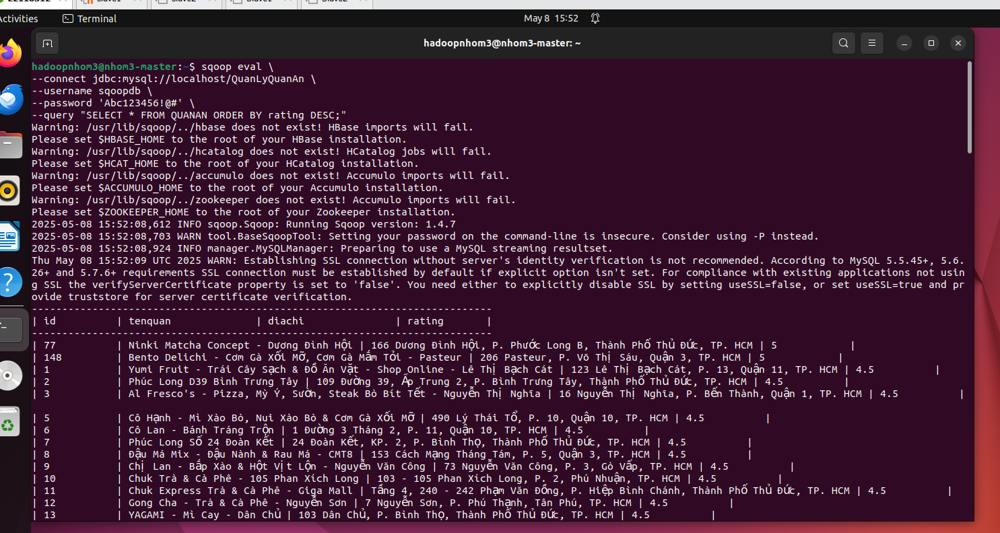 Activities
Terminal
May 8 15:52
hadoopnhom3@nhom3-master: ~
hadoopnhom3@nhom3-master:~$ sqoop eval \
--connect jdbc:mysql://localhost/QuanLyQuanAn \
--username sqoopdb \
--password 'Abc123456!@#' \
--query "SELECT * FROM QUANAN ORDER BY rating DESC;"
Warning: /usr/lib/sqoop/../hbase does not exist! HBase imports will fail.
Please set $HBASE_HOME to the root of your HBase installation.
Warning: /usr/lib/sqoop/../hcatalog does not exist! HCatalog jobs will fail.
Please set $HCAT_HOME to the root of your HCatalog installation.
Warning: /usr/lib/sqoop/../accumulo does not exist! Accumulo imports will fail.
Please set $ACCUMULO_HOME to the root of your Accumulo installation.
Warning: /usr/lib/sqoop/../zookeeper does not exist! Accumulo imports will fail.
Please set $ZOOKEEPER_HOME to the root of your Zookeeper installation.
2025-05-08 15:52:08,612 INFO sqoop.Sqoop: Running Sqoop version: 1.4.7
2025-05-08 15:52:08,703 WARN tool.BaseSqoopTool: Setting your password on the command-line is insecure. Consider using -P instead.
2025-05-08 15:52:08,924 INFO manager.MySQLManager: Preparing to use a MySQL streaming resultset.
Thu May 08 15:52:09 UTC 2025 WARN: Establishing SSL connection without server's identity verification is not recommended. According to MySQL 5.5.45+, 5.6.
26+ and 5.7.6+ requirements SSL connection must be established by default if explicit option isn't set. For compliance with existing applications not usin
g SSL the verifyServerCertificate property is set to 'false'. You need either to explicitly disable SSL by setting useSSL=false, or set useSSL=true and pr
ovide truststore for server certificate verification.
----------------------------------------------------------------------------
| id | tenquan | diachi | rating |
----------------------------------------------------------------------------
| 77 | Ninki Matcha Concept - Dương Đình Hội | 166 Dương Đình Hội, P. Phước Long B, Thành Phố Thủ Đức, TP. HCM | 5 |
| 148 | Bento Delichi - Cơm Gà Xối Mỡ, Cơm Gà Mắm Tỏi - Pasteur | 206 Pasteur, P. Võ Thị Sáu, Quận 3, TP. HCM | 5 |
| 1 | Yumi Fruit - Trái Cây Sạch & Đồ Ăn Vặt - Shop Online - Lê Thị Bạch Cát | 123 Lê Thị Bạch Cát, P. 13, Quận 11, TP. HCM | 4.5 |
| 2 | Phúc Long D39 Bình Trưng Tây | 109 Đường 39, Ấp Trung 2, P. Bình Trưng Tây, Thành Phố Thủ Đức, TP. HCM | 4.5 |
| 3 | Al Fresco's - Pizza, Mỳ Ý, Sườn, Steak Bò Bít Tết - Nguyễn Thị Nghĩa | 16 Nguyễn Thị Nghĩa, P. Bến Thành, Quận 1, TP. HCM | 4.5 |
| 5 | Cô Hạnh - Mì Xào Bò, Nui Xào Bò & Cơm Gà Xối Mỡ | 490 Lý Thái Tổ, P. 10, Quận 10, TP. HCM | 4.5 |
| 6 | Cô Lan - Bánh Tráng Trộn | 1 Đường 3 Tháng 2, P. 11, Quận 10, TP. HCM | 4.5 |
| 7 | Phúc Long Số 24 Đoàn Kết | 24 Đoàn Kết, KP. 2, P. Bình Thọ, Thành Phố Thủ Đức, TP. HCM | 4.5 |
| 8 | Đậu Má Mix - Đậu Nành & Rau Má - CMT8 | 153 Cách Mạng Tháng Tám, P. 5, Quận 3, TP. HCM | 4.5 |
| 9 | Chị Lan - Bắp Xào & Hột Vịt Lộn - Nguyễn Văn Công | 73 Nguyễn Văn Công, P. 3, Gò Vấp, TP. HCM | 4.5 |
| 10 | Chuk Trà & Cà Phê - 105 Phan Xích Long | 103 - 105 Phan Xích Long, P. 2, Phú Nhuận, TP. HCM | 4.5 |
| 11 | Chuk Express Trà & Cà Phê - Giga Mall | Tầng 4, 240 - 242 Phạm Văn Đồng, P. Hiệp Bình Chánh, Thành Phố Thủ Đức, TP. HCM | 4.5 |
| 12 | Gong Cha - Trà & Cà Phê - Nguyễn Sơn | 7 Nguyễn Sơn, P. Phú Thạnh, Tân Phú, TP. HCM | 4.5 |
| 13 | YAGAMI - Mì Cay - Dân Chủ | 103 Dân Chủ, P. Bình Thọ, Thành Phố Thủ Đức, TP. HCM | 4.5 |